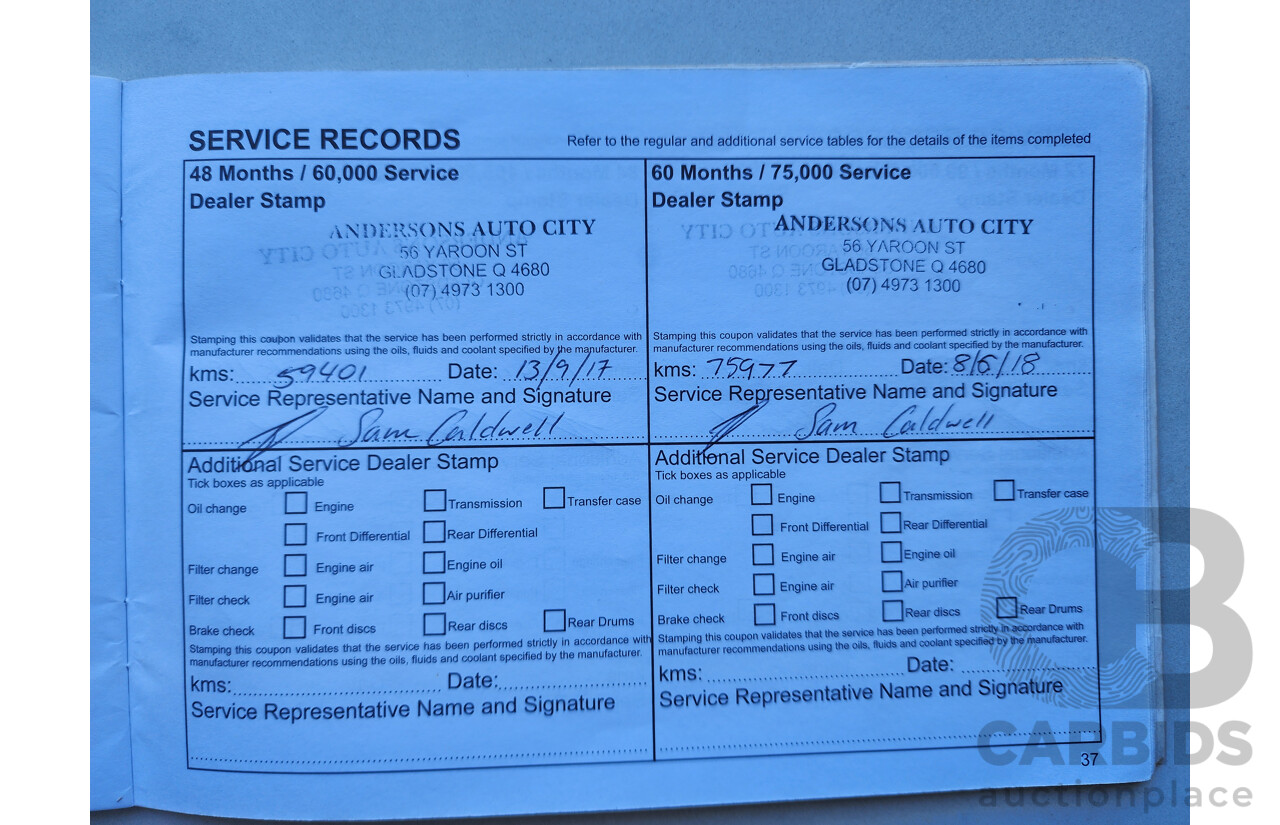 SERVICE RECORDS
Refer to the regular and additional service tables for the details of the items completed
48 Months / 60,000 Service
Dealer Stamp
ANDERSONS AUTO CITY
56 YAROON ST
GLADSTONE Q 4680
(07) 4973 1300
Stamping this coupon validates that the service has been performed strictly in accordance with
manufacturer recommendations using the oils, fluids and coolant specified by the manufacturer.
kms: 59401 Date: 13/9/17
Service Representative Name and Signature
Sam Caldwell
Additional Service Dealer Stamp
Tick boxes as applicable
Oil change Engine Transmission Transfer case
Front Differential Rear Differential
Filter change Engine air Engine oil
Filter check Engine air Air purifier
Brake check Front discs Rear discs Rear Drums
Stamping this coupon validates that the service has been performed strictly in accordance with
manufacturer recommendations using the oils, fluids and coolant specified by the manufacturer.
kms: Date:
Service Representative Name and Signature
60 Months / 75,000 Service
Dealer Stamp
ANDERSONS AUTO CITY
56 YAROON ST
GLADSTONE Q 4680
(07) 4973 1300
Stamping this coupon validates that the service has been performed strictly in accordance with
manufacturer recommendations using the oils, fluids and coolant specified by the manufacturer.
kms: 75977 Date: 8/6/18
Service Representative Name and Signature
Sam Caldwell
Additional Service Dealer Stamp
Tick boxes as applicable
Oil change Engine Transmission Transfer case
Front Differential Rear Differential
Filter change Engine air Engine oil
Filter check Engine air Air purifier
Brake check Front discs Rear discs Rear Drums
Stamping this coupon validates that the service has been performed strictly in accordance with
manufacturer recommendations using the oils, fluids and coolant specified by the manufacturer.
kms: Date:
Service Representative Name and Signature
37
CB
CARBIDS
auctionplace